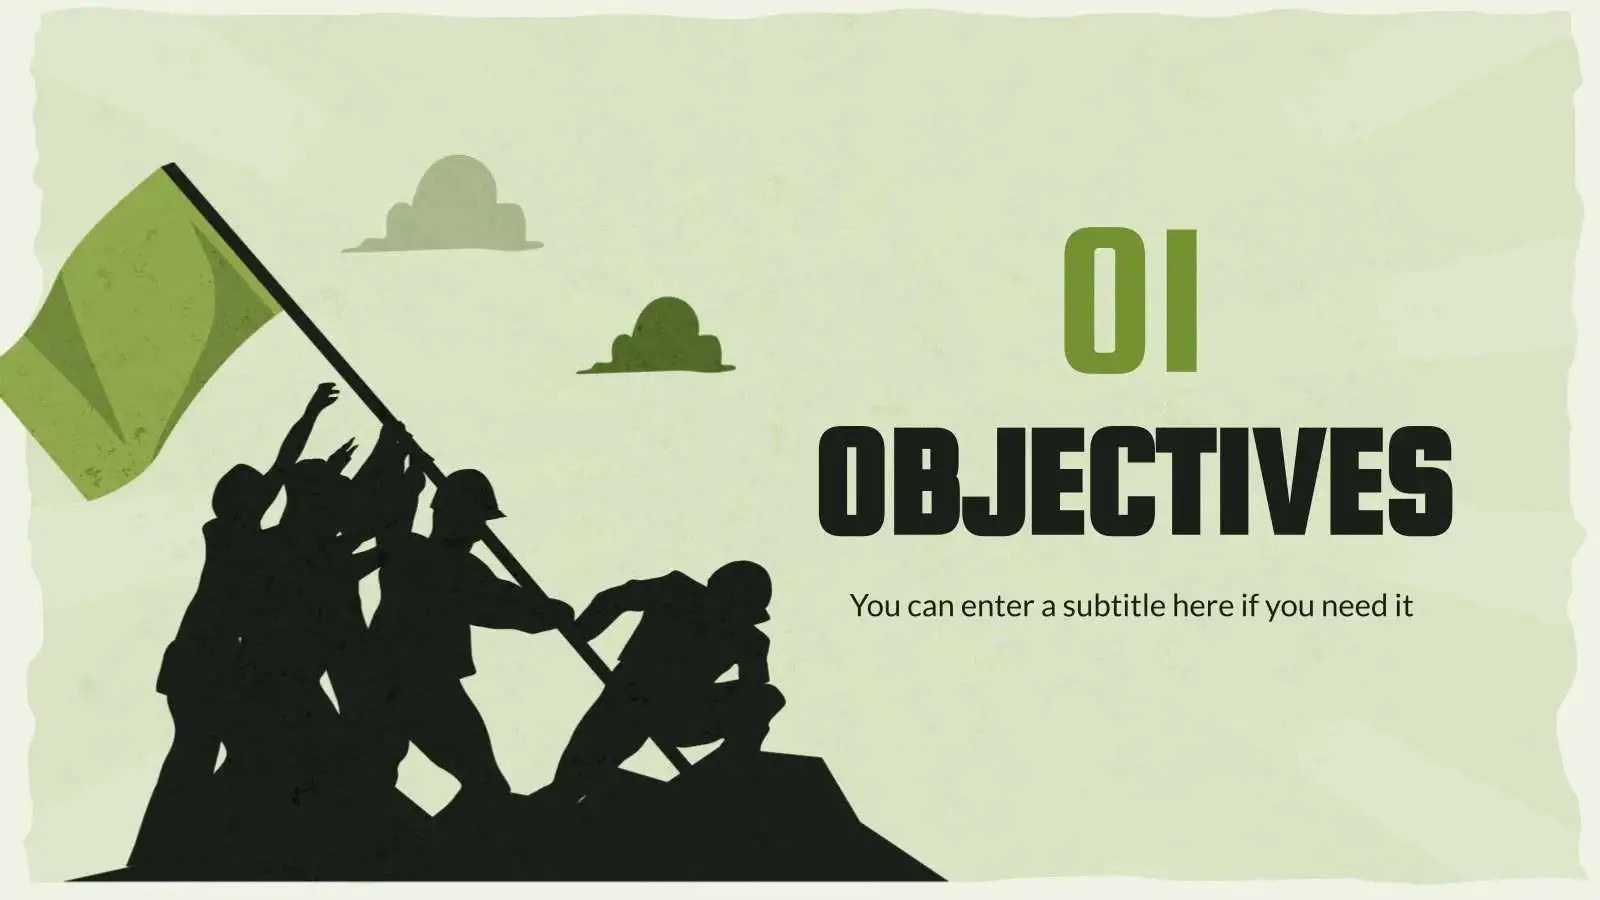 01
OBJECTIVES
You can enter a subtitle here if you need it